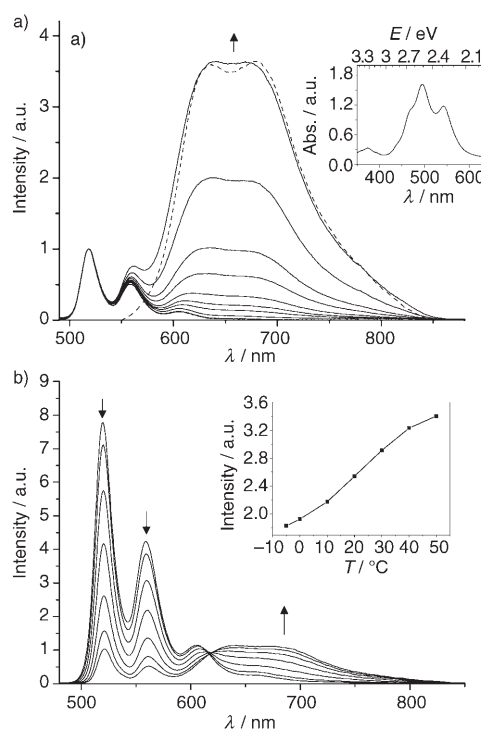 a)
a)
Intensity / a.u.
4
3
2
1
0
500 600 700 800
λ / nm
E / eV
3.3 3 2.7 2.4 2.1
Abs. / a.u.
1.8
1.2
0.6
0.0
400 500 600
λ / nm
b)
Intensity / a.u.
9
8
7
6
5
4
3
2
1
0
500 600 700 800
λ / nm
Intensity / a.u.
3.6
3.2
2.8
2.4
2.0
–10 0 10 20 30 40 50
T / °C